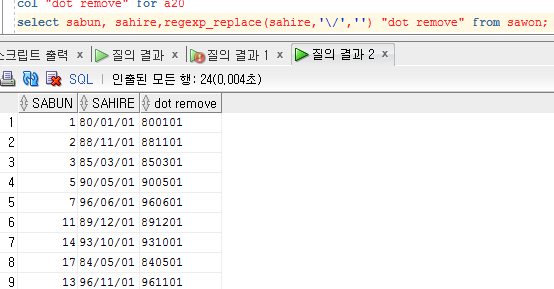 col "dot remove" for a20
select sabun, sahire,regexp_replace(sahire,'\/','') "dot remove" from sawon;
스크립트 출력 × 질의 결과 × 질의 결과 1 × 질의 결과 2 ×
SQL | 인출된 모든 행: 24(0,004초)
SABUN SAHIRE dot remove
1 1 80/01/01 800101
2 2 88/11/01 881101
3 3 85/03/01 850301
4 5 90/05/01 900501
5 7 96/06/01 960601
6 11 89/12/01 891201
7 14 93/10/01 931001
8 17 84/05/01 840501
9 13 96/11/01 961101